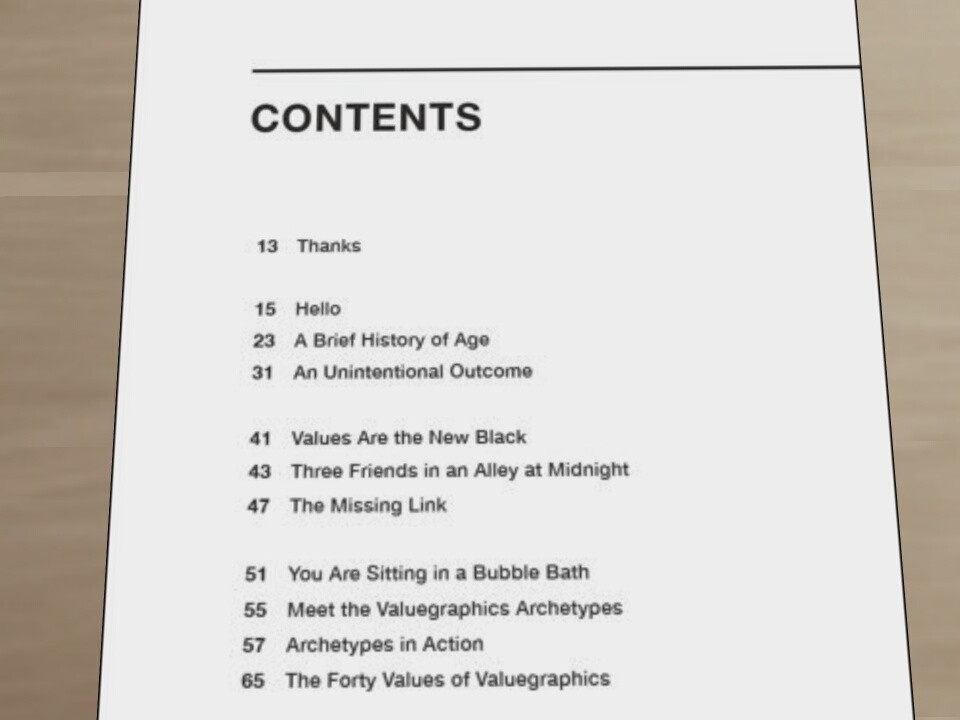 CONTENTS
13 Thanks
15 Hello
23 A Brief History of Age
31 An Unintentional Outcome
41 Values Are the New Black
43 Three Friends in an Alley at Midnight
47 The Missing Link
51 You Are Sitting in a Bubble Bath
55 Meet the Valuegraphics Archetypes
57 Archetypes in Action
65 The Forty Values of Valuegraphics